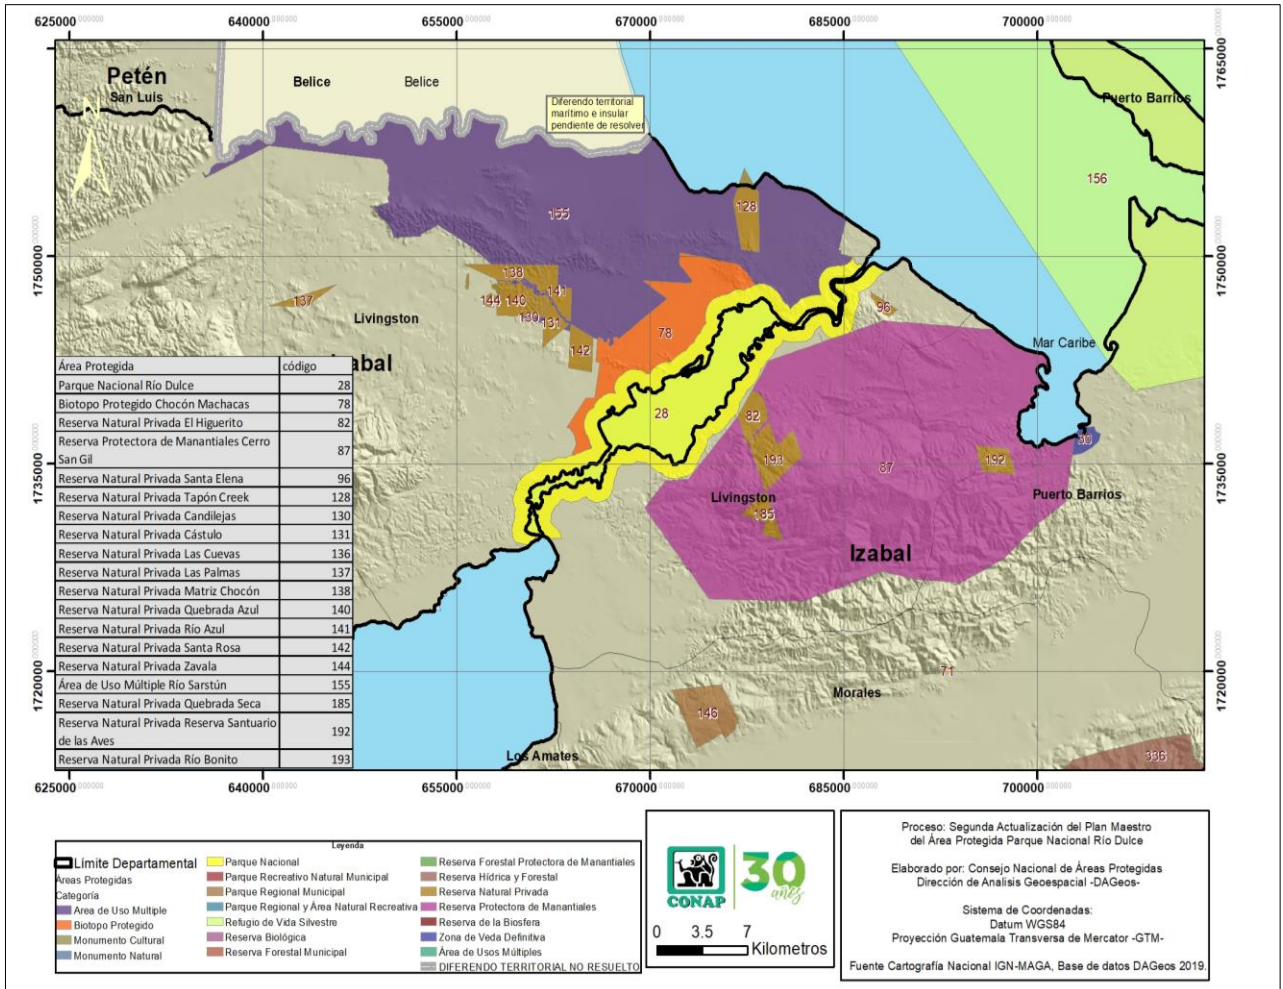 625000 640000 655000 670000 685000 700000
1765000
1750000
1735000
1720000
1765000
1750000
1735000
1720000
Petén
San Luis
Belice
Belice
Diferendo territorial
marítimo e insular
pendiente de resolver
Puerto Barrios
156
155
128
138
141
144
140
137
130
131
142
Livingston
78
96
Mar Caribe
28
82
193
87
192
Puerto Barrios
Livingston
185
Izabal
71
Morales
146
Los Amates
336
abal
Área Protegida código
Parque Nacional Río Dulce 28
Biotopo Protegido Chocón Machacas 78
Reserva Natural Privada El Higuerito 82
Reserva Protectora de Manantiales Cerro
San Gil 87
Reserva Natural Privada Santa Elena 96
Reserva Natural Privada Tapón Creek 128
Reserva Natural Privada Candilejas 130
Reserva Natural Privada Cástulo 131
Reserva Natural Privada Las Cuevas 136
Reserva Natural Privada Las Palmas 137
Reserva Natural Privada Matriz Chocón 138
Reserva Natural Privada Quebrada Azul 140
Reserva Natural Privada Río Azul 141
Reserva Natural Privada Santa Rosa 142
Reserva Natural Privada Zavala 144
Área de Uso Múltiple Río Sarstún 155
Reserva Natural Privada Quebrada Seca 185
Reserva Natural Privada Reserva Santuario
de las Aves 192
Reserva Natural Privada Río Bonito 193
625000 640000 655000 670000 685000 700000
Leyenda
Límite Departamental
Áreas Protegidas
Categoría
Area de Uso Multiple
Biotopo Protegido
Monumento Cultural
Monumento Natural
Parque Nacional
Parque Recreativo Natural Municipal
Parque Regional Municipal
Parque Regional y Área Natural Recreativa
Refugio de Vida Silvestre
Reserva Biológica
Reserva Forestal Municipal
Reserva Forestal Protectora de Manantiales
Reserva Hídrica y Forestal
Reserva Natural Privada
Reserva Protectora de Manantiales
Reserva de la Biosfera
Zona de Veda Definitiva
Área de Usos Múltiples
DIFERENDO TERRITORIAL NO RESUELTO
CONAP
30
años
0 3.5 7
Kilometros
Proceso: Segunda Actualización del Plan Maestro
del Área Protegida Parque Nacional Río Dulce
Elaborado por: Consejo Nacional de Áreas Protegidas
Dirección de Analisis Geoespacial -DAGeos-
Sistema de Coordenadas:
Datum WGS84
Proyección Guatemala Transversa de Mercator -GTM-
Fuente Cartografía Nacional IGN-MAGA, Base de datos DAGeos 2019.